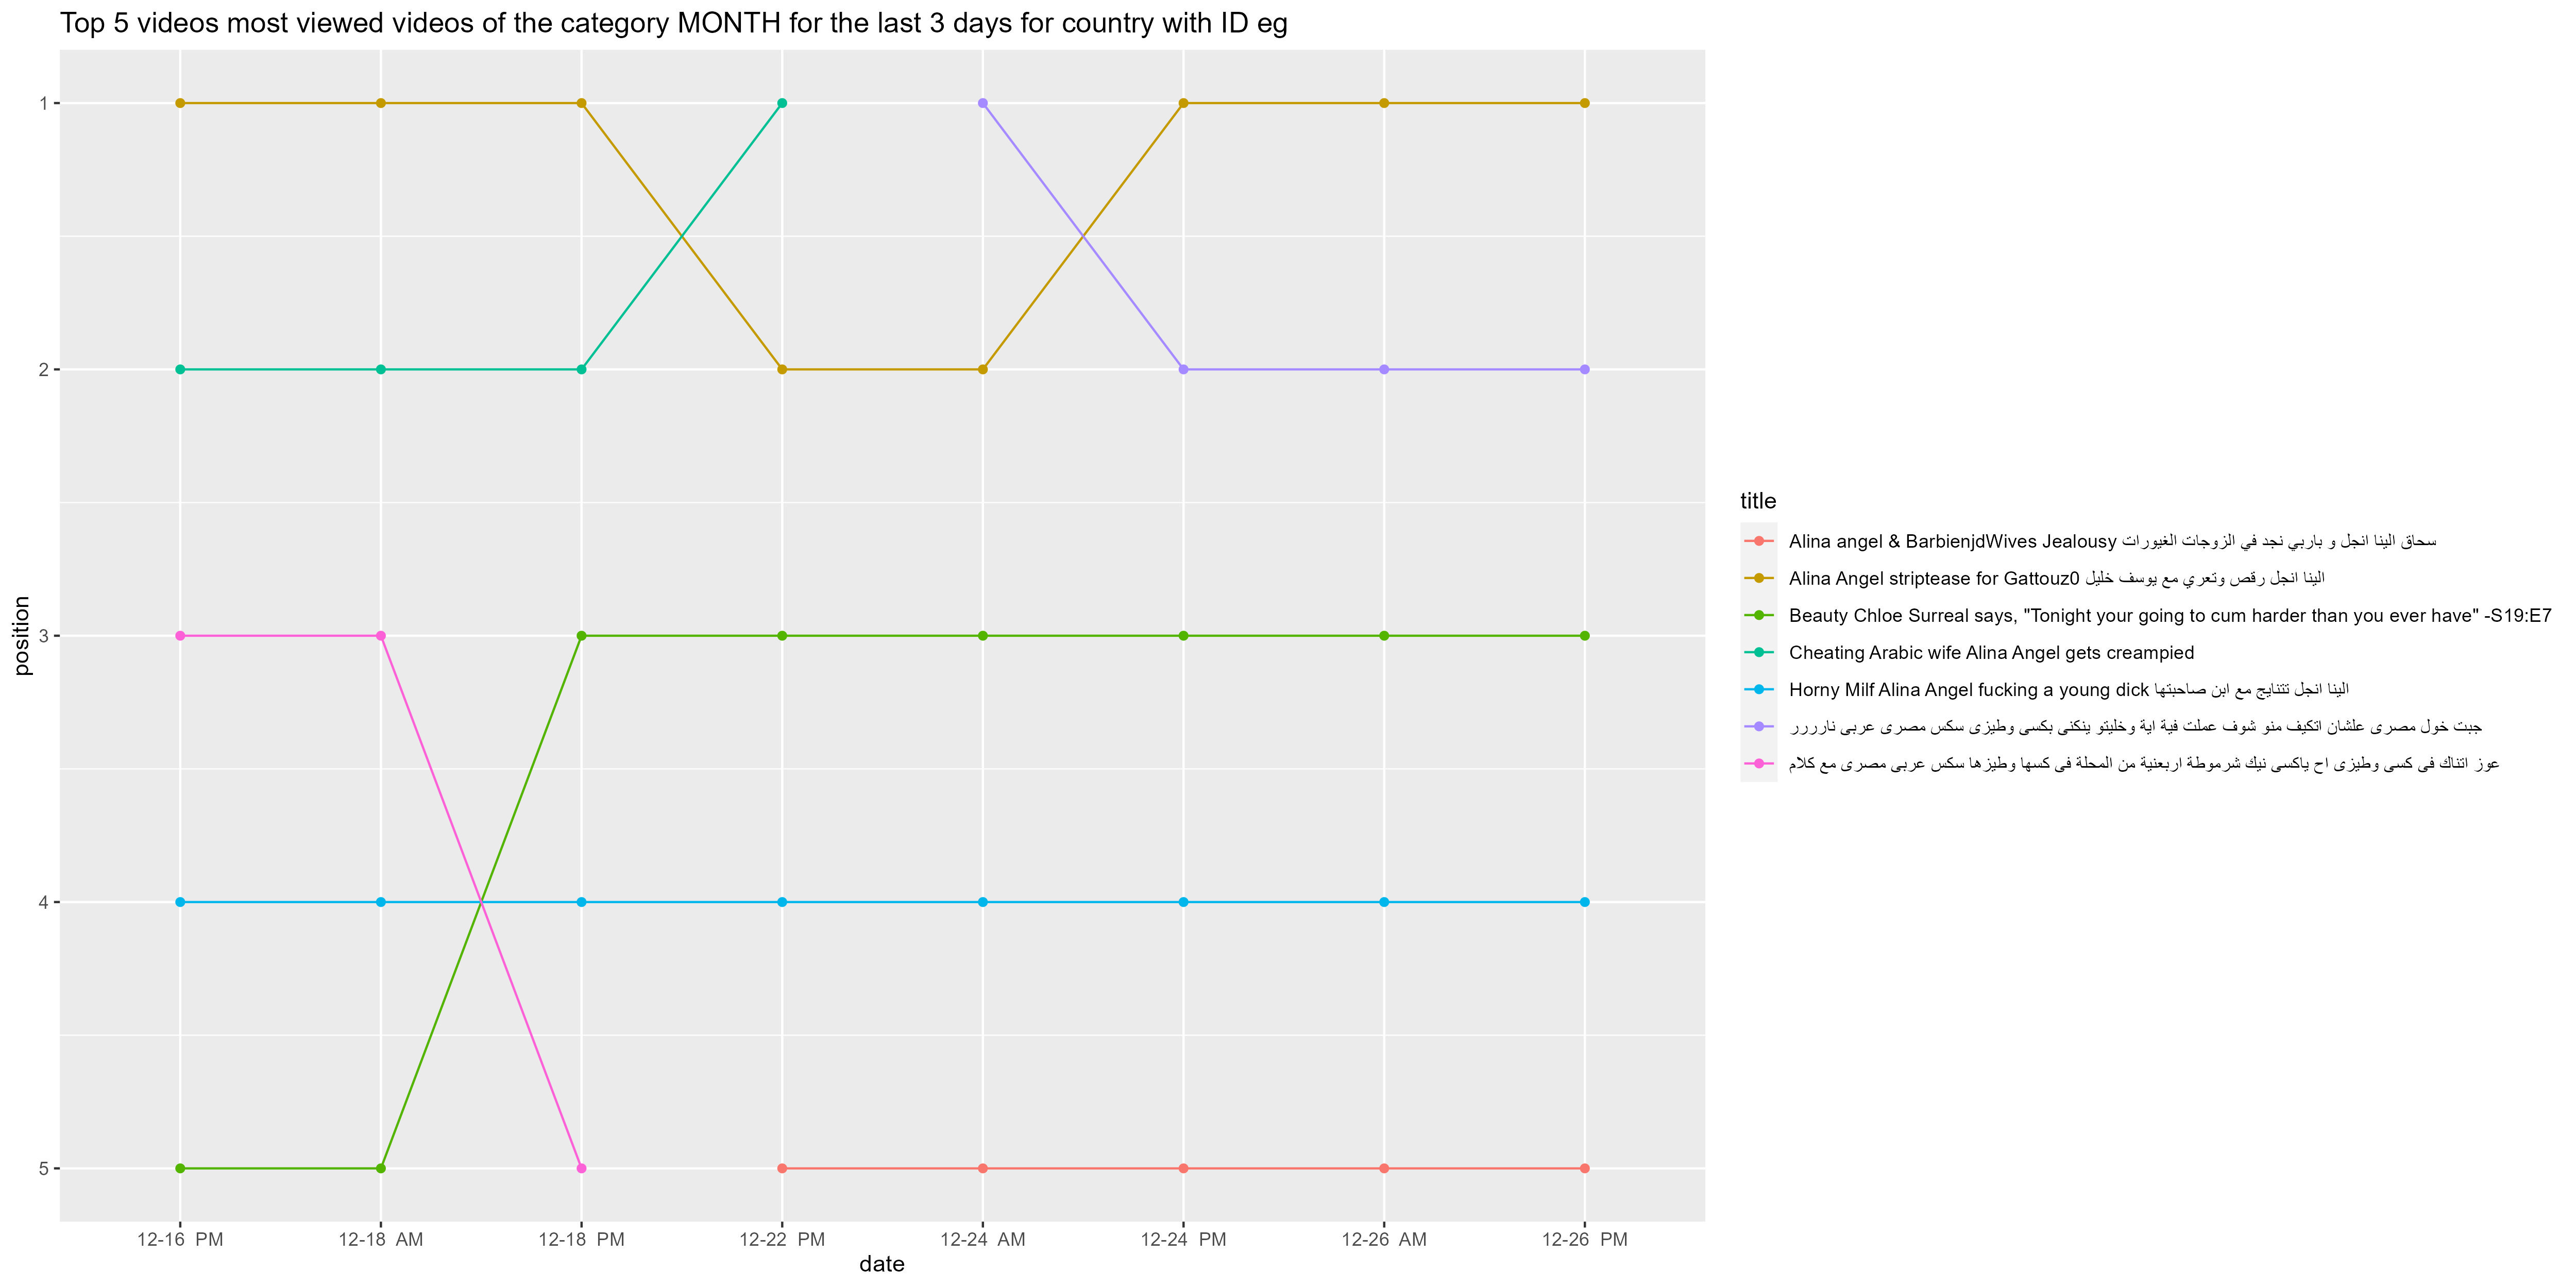 Top 5 videos most viewed videos of the category MONTH for the last 3 days for country with ID eg
1
2
3
4
5
position
12-16 PM
12-18 AM
12-18 PM
12-22 PM
12-24 AM
12-24 PM
12-26 AM
12-26 PM
date
title
Alina angel & BarbienjdWives Jealousy سحاق الينا انجل و باربي نجد في الزوجات الغيورات
Alina Angel striptease for Gattouz0 الينا انجل رقص وتعري مع يوسف خليل
Beauty Chloe Surreal says, "Tonight your going to cum harder than you ever have" -S19:E7
Cheating Arabic wife Alina Angel gets creampied
Horny Milf Alina Angel fucking a young dick الينا انجل تتنايج مع ابن صاحبتها
جبت خول مصرى علشان اتكيف منو شوف عملت فية اية وخليتو ينكنى بكسى وطيزى سكس مصرى عربى نارررر
عوز اتناك فى كسى وطيزى اح ياكسى نيك شرموطة اربعنية من المحلة فى كسها وطيزها سكس عربى مصرى مع كلام